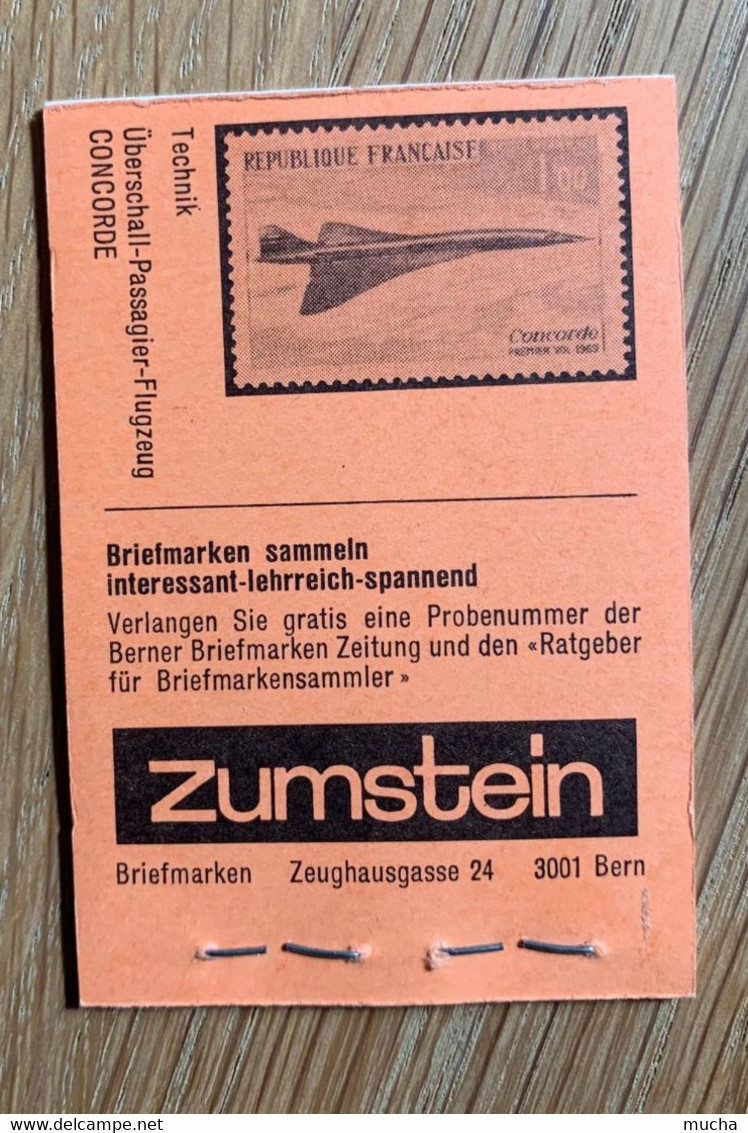 Technik
Überschall-Passagier-Flugzeug
CONCORDE
REPUBLIQUE FRANCAISE
1,00
Concorde
PREMIER VOL 1969
Briefmarken sammeln
interessant-lehrreich-spannend
Verlangen Sie gratis eine Probenummer der
Berner Briefmarken Zeitung und den «Ratgeber
für Briefmarkensammler»
zumstein
Briefmarken Zeughausgasse 24 3001 Bern
www.delcampe.net
mucha